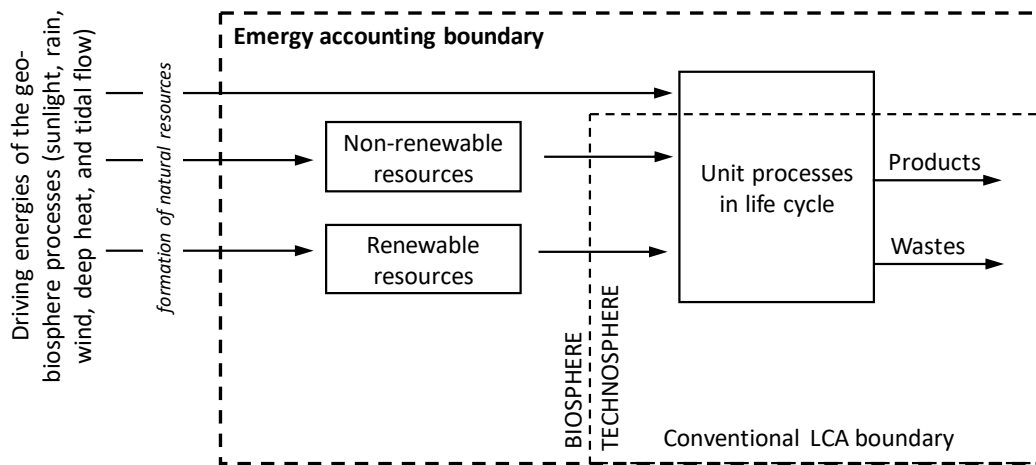 Driving energies of the geo-
biosphere processes (sunlight, rain,
wind, deep heat, and tidal flow)
formation of natural resources
Emergy accounting boundary
Non-renewable
resources
Renewable
resources
Unit processes
in life cycle
Products
Wastes
BIOSPHERE
TECHNOSPHERE
Conventional LCA boundary